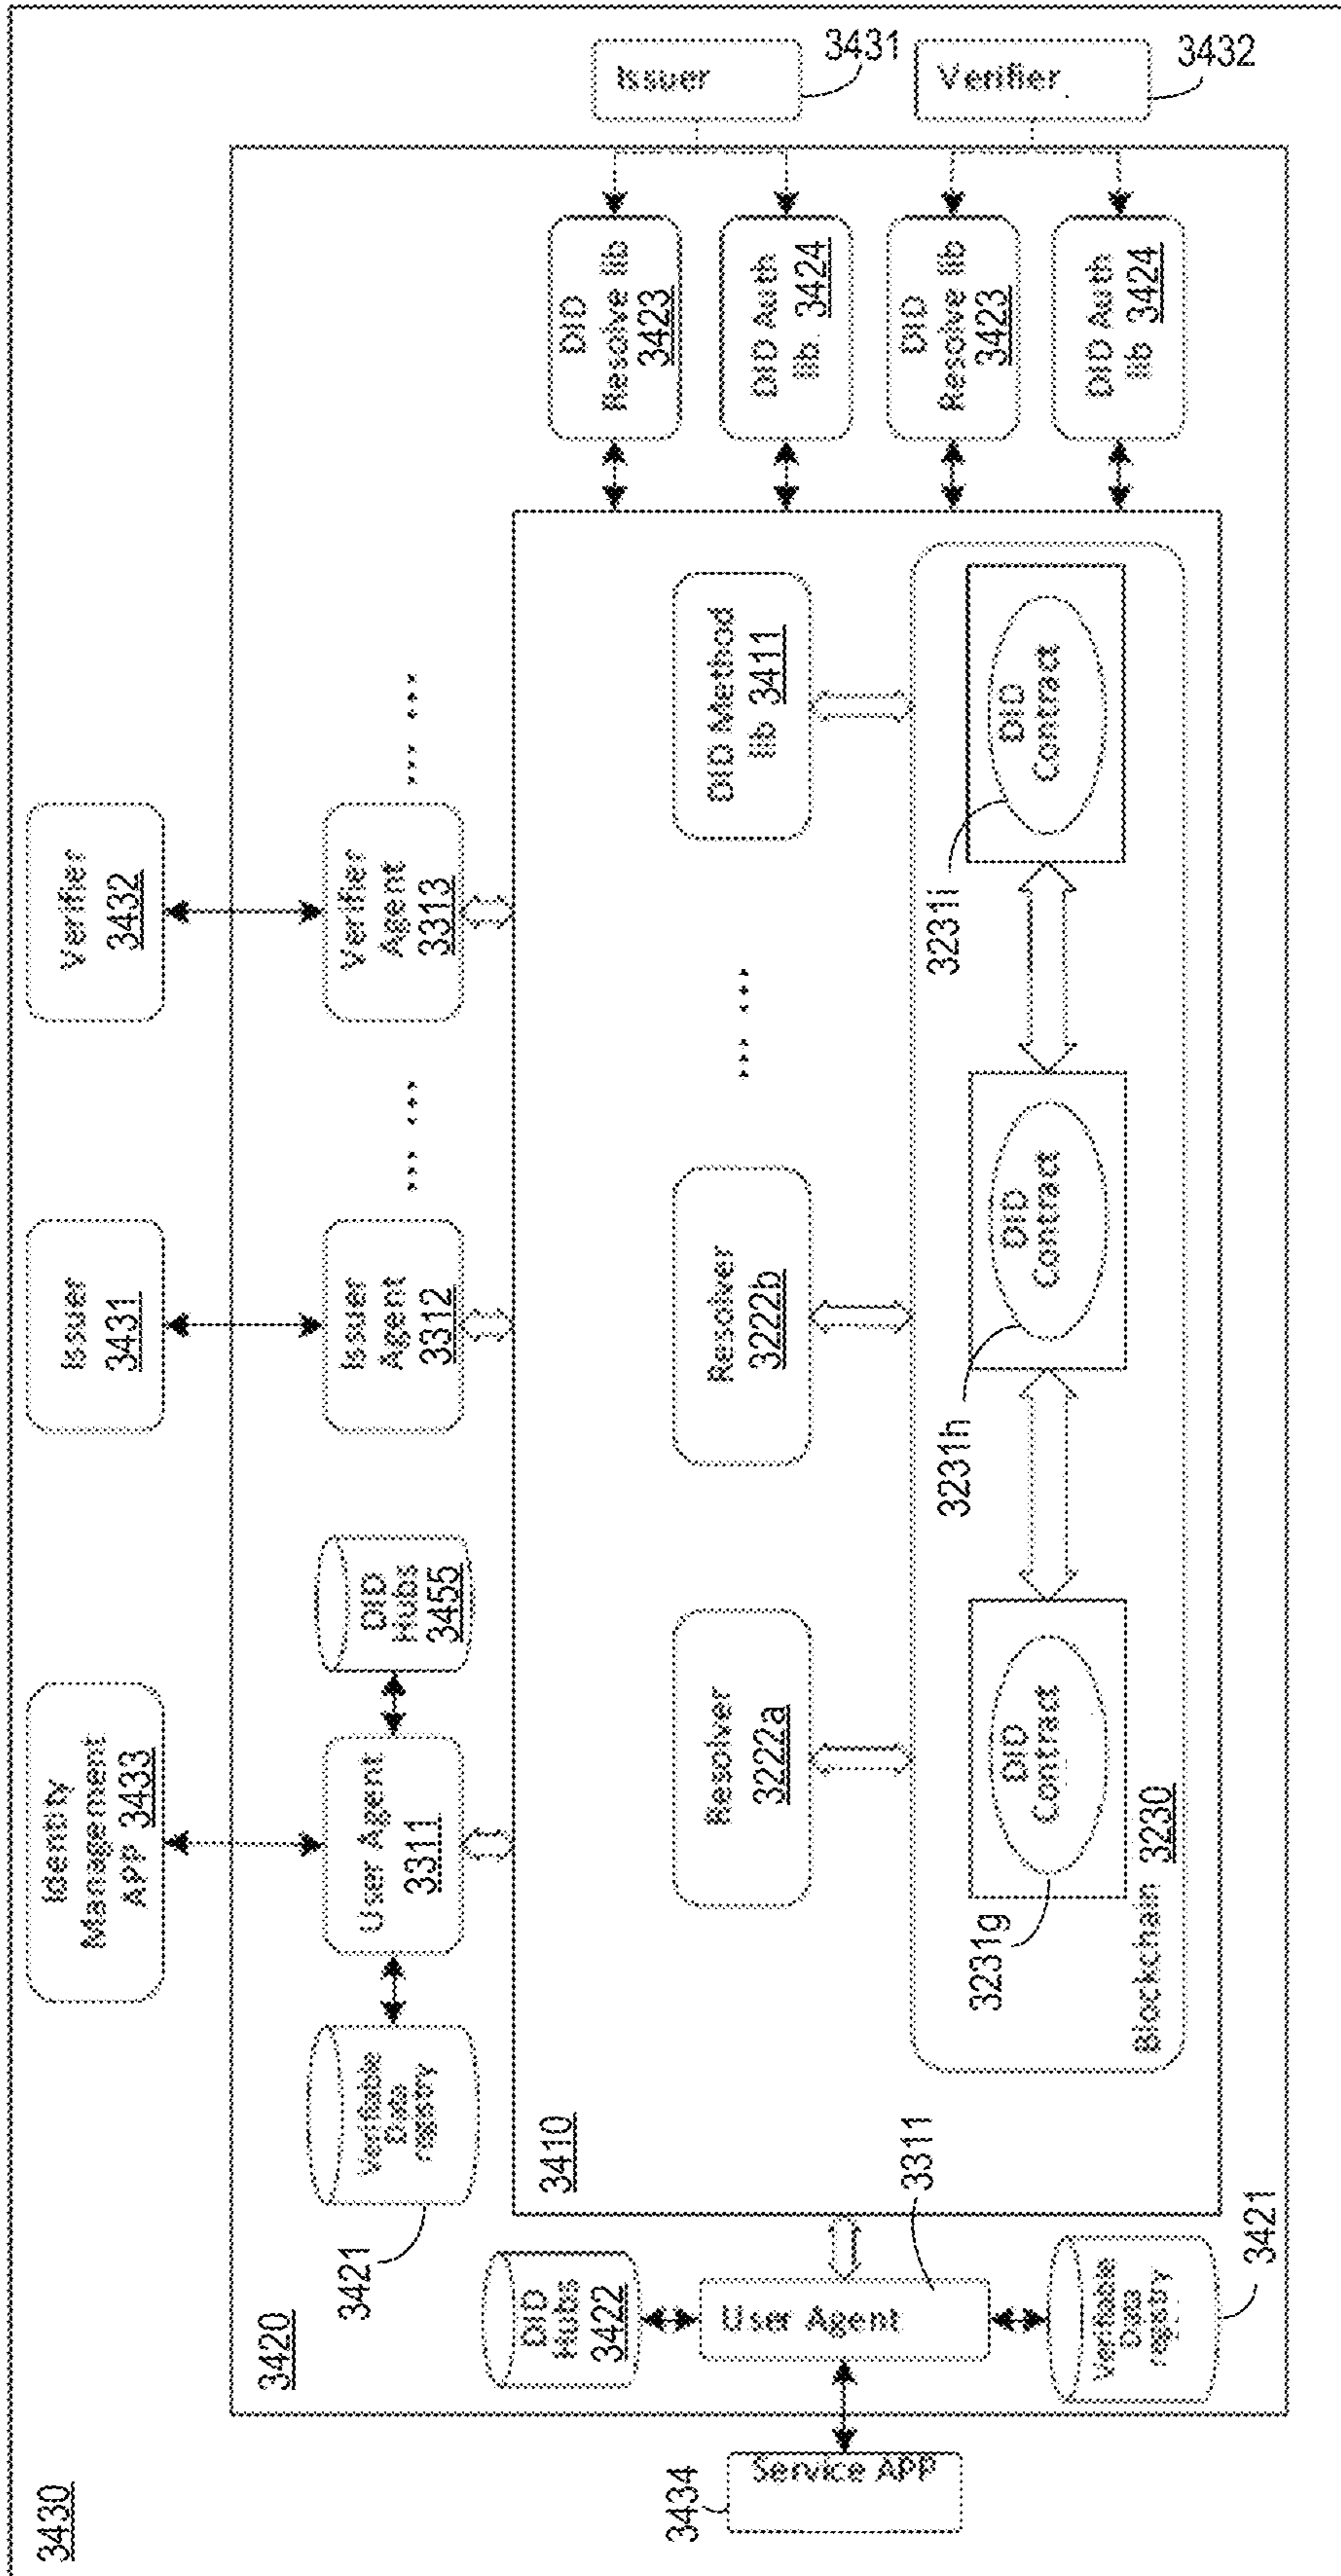 3430
Identity
Management
APP 3433
Issuer
3431
Verifier
3432
3420
Verifiable
Data
registry
3421
User Agent
3311
DID
Hubs
3455
Issuer
Agent
3312
... ...
Verifier
Agent
3313
... ...
3434
Service APP
DID
Hubs
3422
User Agent
3311
Verifiable
Data
registry
3421
3410
Resolver
3222a
Resolver
3222b
... ...
DID Method
lib 3411
DID
Contract
3231g
DID
Contract
3231h
DID
Contract
3231i
Blockchain 3230
DID
Resolve lib
3423
DID Auth
lib. 3424
DID
Resolve lib
3423
DID Auth
lib 3424
Issuer
3431
Verifier
3432